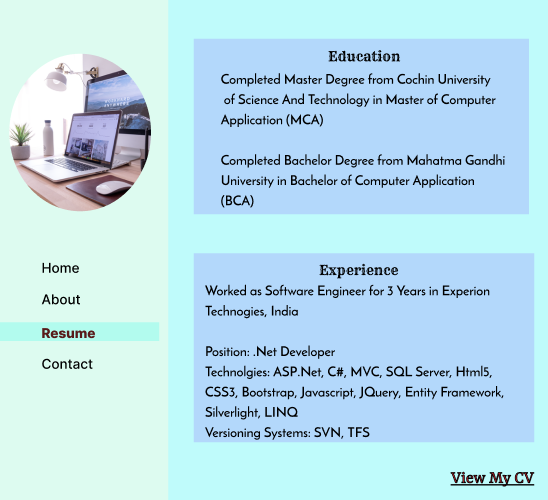 Home
About
Resume
Contact
Education
Completed Master Degree from Cochin University
of Science And Technology in Master of Computer
Application (MCA)
Completed Bachelor Degree from Mahatma Gandhi
University in Bachelor of Computer Application
(BCA)
Experience
Worked as Software Engineer for 3 Years in Experion
Technogies, India
Position: .Net Developer
Technolgies: ASP.Net, C#, MVC, SQL Server, Html5,
CSS3, Bootstrap, Javascript, JQuery, Entity Framework,
Silverlight, LINQ
Versioning Systems: SVN, TFS
View My CV